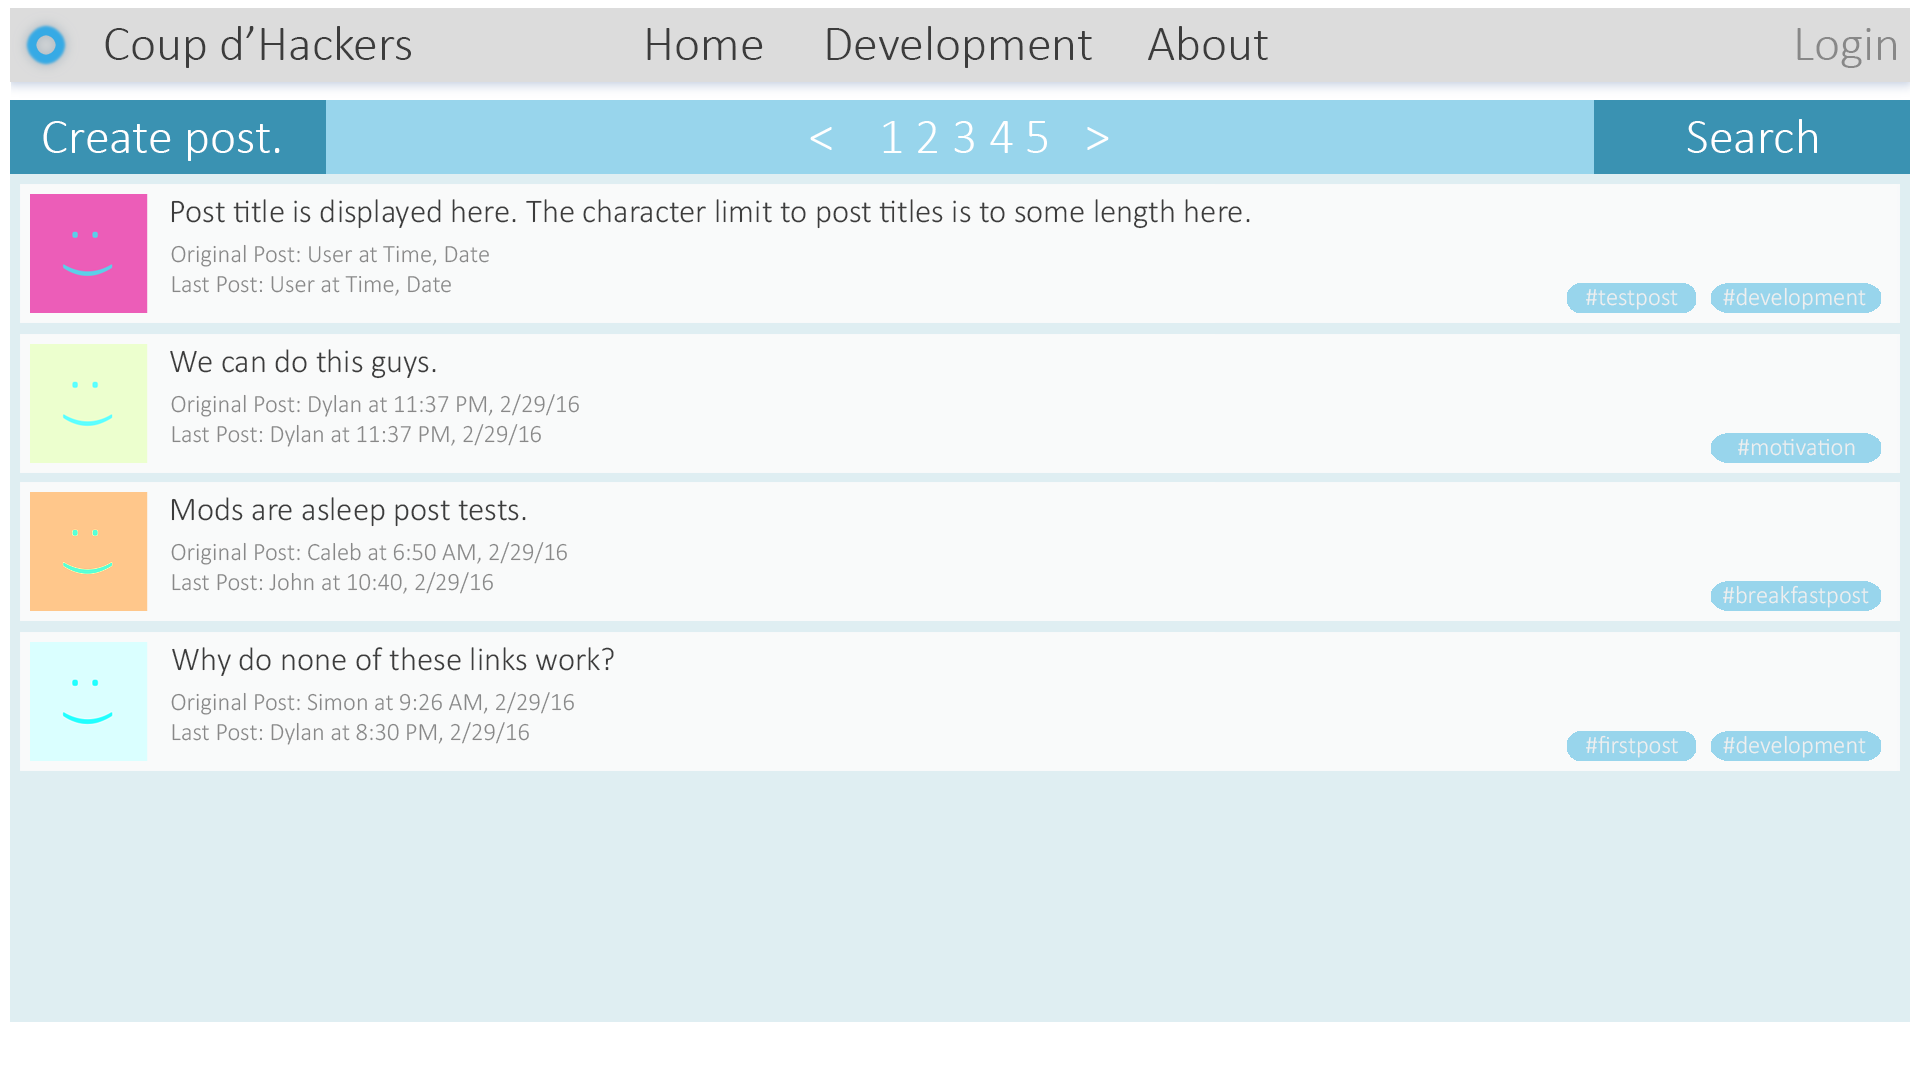 Coup d’Hackers Home Development About Login
Create post. < 1 2 3 4 5 > Search
Post title is displayed here. The character limit to post titles is to some length here.
Original Post: User at Time, Date
Last Post: User at Time, Date
#testpost #development
We can do this guys.
Original Post: Dylan at 11:37 PM, 2/29/16
Last Post: Dylan at 11:37 PM, 2/29/16
#motivation
Mods are asleep post tests.
Original Post: Caleb at 6:50 AM, 2/29/16
Last Post: John at 10:40, 2/29/16
#breakfastpost
Why do none of these links work?
Original Post: Simon at 9:26 AM, 2/29/16
Last Post: Dylan at 8:30 PM, 2/29/16
#firstpost #development